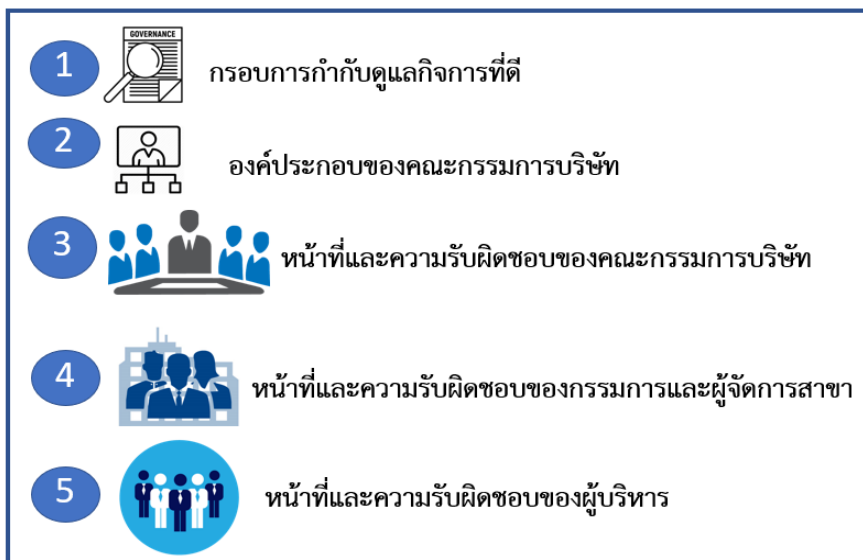 GOVERNANCE
1
กรอบการกำกับดูแลกิจการที่ดี
2
องค์ประกอบของคณะกรรมการบริษัท
3
หน้าที่และความรับผิดชอบของคณะกรรมการบริษัท
4
หน้าที่และความรับผิดชอบของกรรมการและผู้จัดการสาขา
5
หน้าที่และความรับผิดชอบของผู้บริหาร